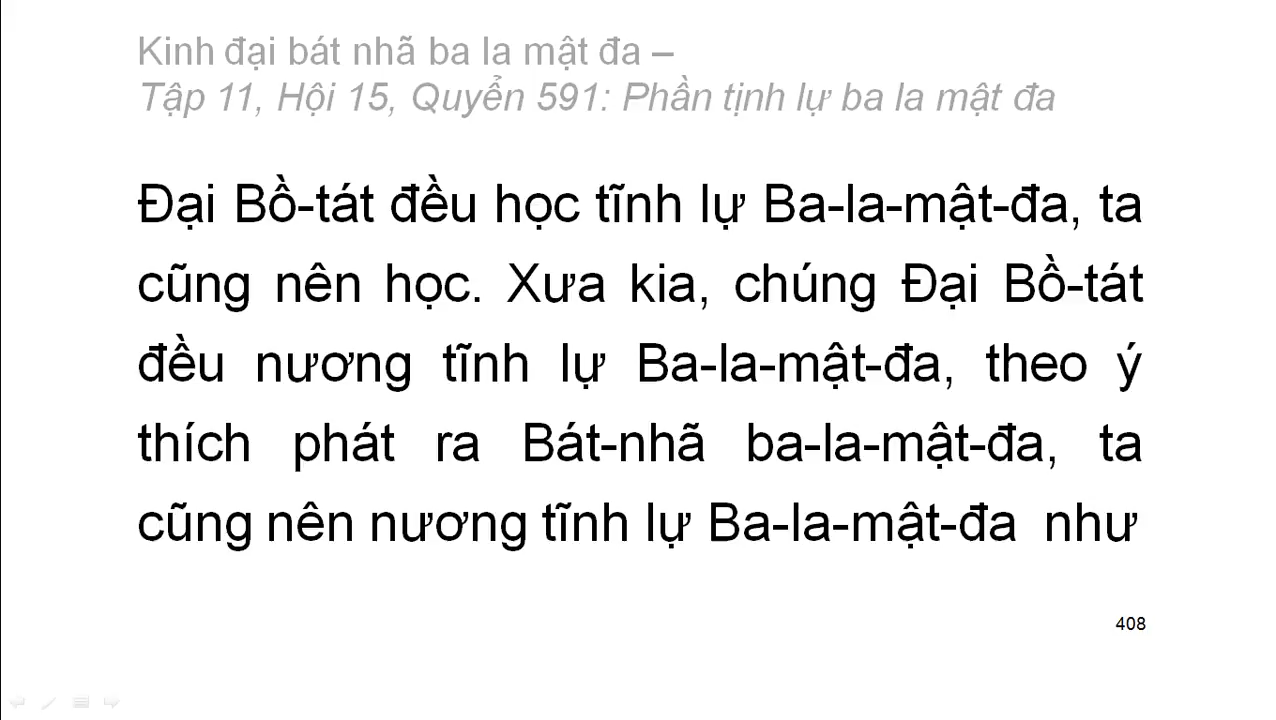 Kinh đại bát nhã ba la mật đa –
Tập 11, Hội 15, Quyển 591: Phần tịnh lự ba la mật đa
Đại Bồ-tát đều học tĩnh lự Ba-la-mật-đa, ta
cũng nên học. Xưa kia, chúng Đại Bồ-tát
đều nương tĩnh lự Ba-la-mật-đa, theo ý
thích phát ra Bát-nhã ba-la-mật-đa, ta
cũng nên nương tĩnh lự Ba-la-mật-đa như
408